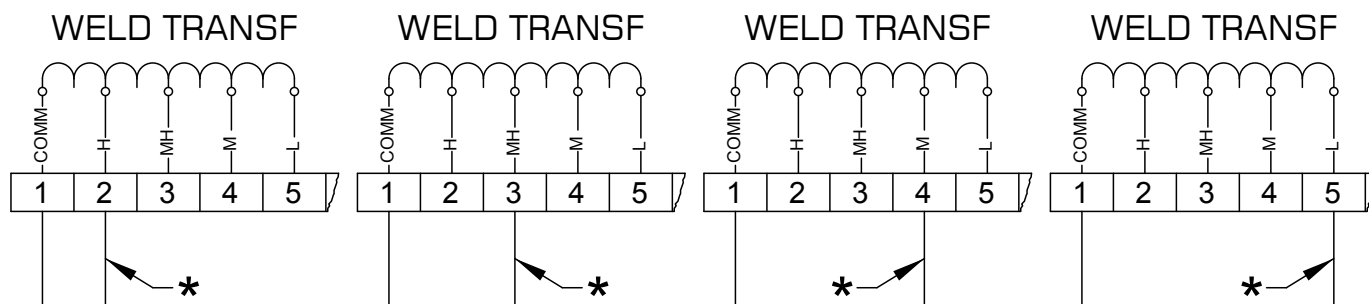 WELD TRANSF WELD TRANSF WELD TRANSF WELD TRANSF
COMM H MH M L COMM H MH M L COMM H MH M L COMM H MH M L
1 2 3 4 5 1 2 3 4 5 1 2 3 4 5 1 2 3 4 5
* * * *